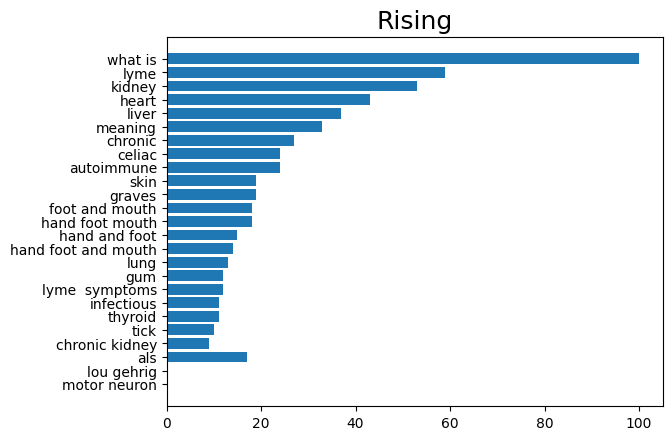 Rising
what is
lyme
kidney
heart
liver
meaning
chronic
celiac
autoimmune
skin
graves
foot and mouth
hand foot mouth
hand and foot
hand foot and mouth
lung
gum
lyme  symptoms
infectious
thyroid
tick
chronic kidney
als
lou gehrig
motor neuron
0 20 40 60 80 100